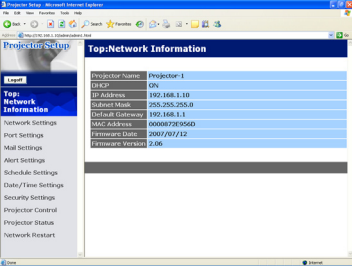 Projector Setup - Microsoft Internet Explorer
File Edit View Favorites Tools Help
Back Search Favorites
Address Go
Projector Setup
Top:Network Information
Logoff
Top:
Network
Information
Network Settings
Port Settings
Mail Settings
Alert Settings
Schedule Settings
Date/Time Settings
Security Settings
Projector Control
Projector Status
Network Restart
Projector Name Projector-1
DHCP ON
IP Address 192.168.1.10
Subnet Mask 255.255.255.0
Default Gateway 192.168.1.1
MAC Address 0000872E956D
Firmware Date 2007/07/12
Firmware Version 2.06
Done Internet